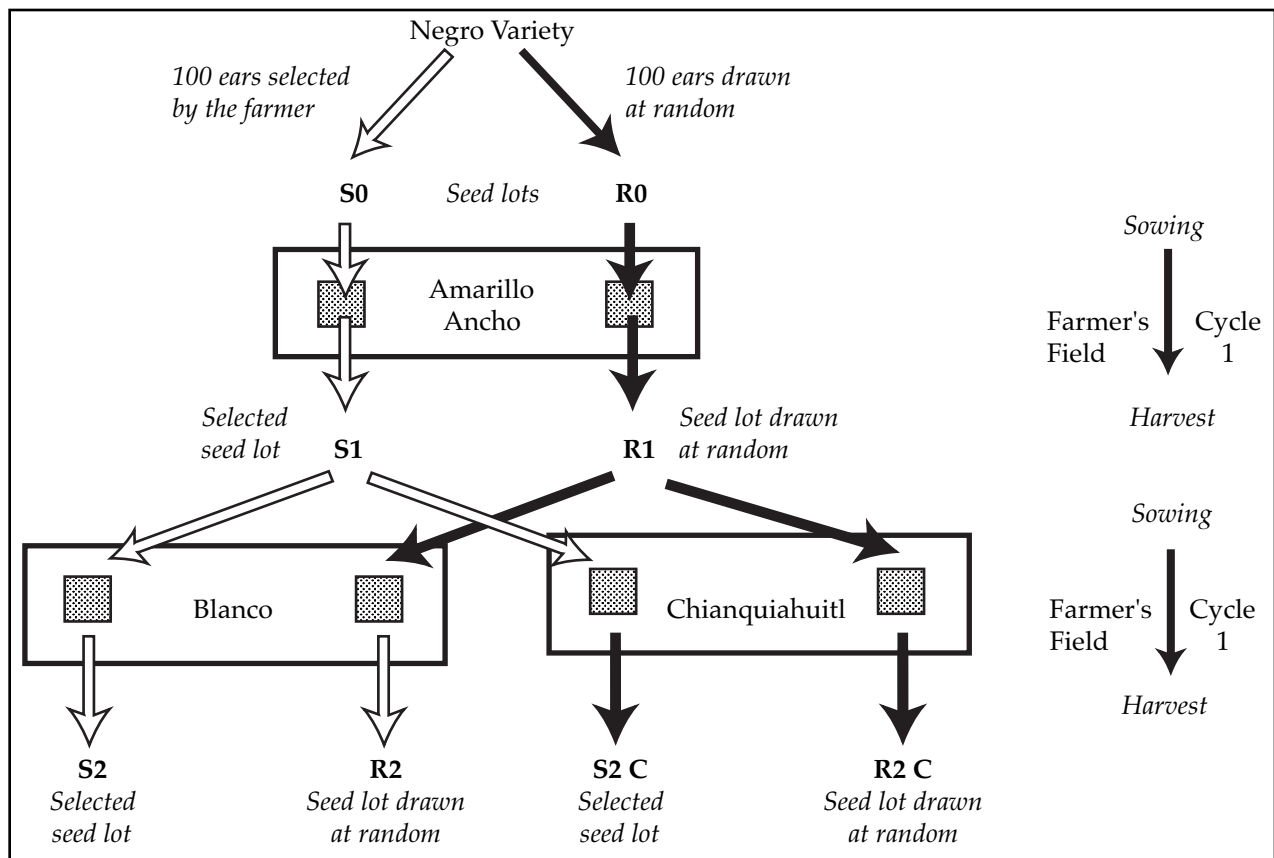 Negro Variety
100 ears selected
by the farmer
100 ears drawn
at random
S0
Seed lots
R0
Sowing
Amarillo
Ancho
Farmer's
Field
Cycle
1
Harvest
Selected
seed lot
S1
R1
Seed lot drawn
at random
Sowing
Blanco
Chianquiahuitl
Farmer's
Field
Cycle
1
Harvest
S2
Selected
seed lot
R2
Seed lot drawn
at random
S2 C
Selected
seed lot
R2 C
Seed lot drawn
at random